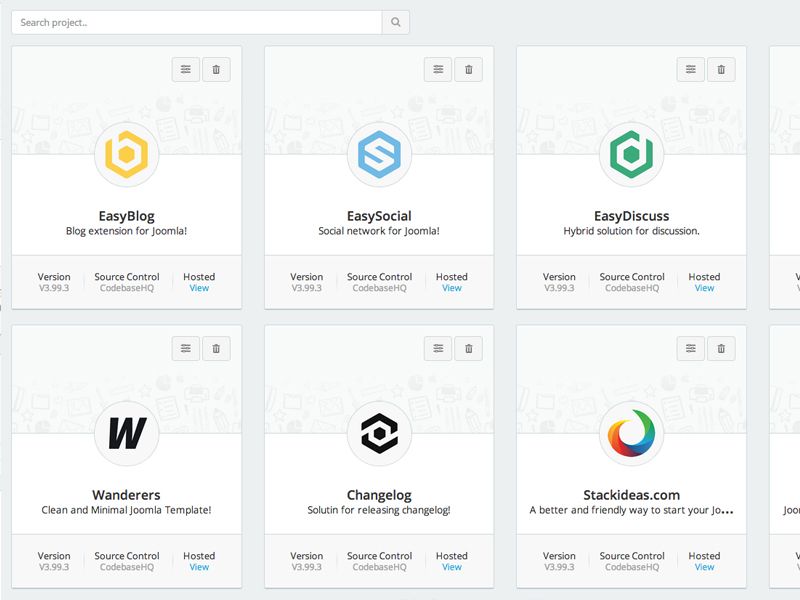 Search project..
EasyBlog
Blog extension for Joomla!
Version
V3.99.3
Source Control
CodebaseHQ
Hosted
View
EasySocial
Social network for Joomla!
Version
V3.99.3
Source Control
CodebaseHQ
Hosted
View
EasyDiscuss
Hybrid solution for discussion.
Version
V3.99.3
Source Control
CodebaseHQ
Hosted
View
W
Wanderers
Clean and Minimal Joomla Template!
Version
V3.99.3
Source Control
CodebaseHQ
Hosted
View
Changelog
Solutin for releasing changelog!
Version
V3.99.3
Source Control
CodebaseHQ
Hosted
View
Stackideas.com
A better and friendly way to start your Jo...
Version
V3.99.3
Source Control
CodebaseHQ
Hosted
View